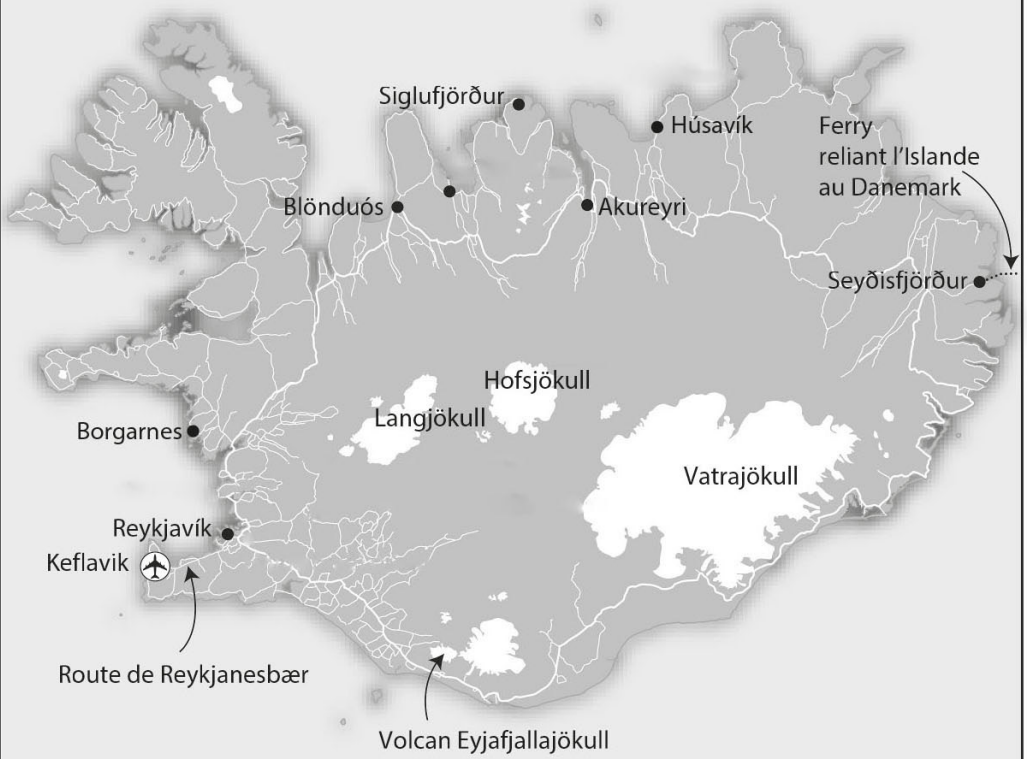 Siglufjörður
Húsavík
Ferry
reliant l'Islande
au Danemark
Blönduós
Akureyri
Seyðisfjörður
Hofsjökull
Langjökull
Borgarnes
Vatrajökull
Reykjavík
Keflavik
Route de Reykjanesbær
Volcan Eyjafjallajökull